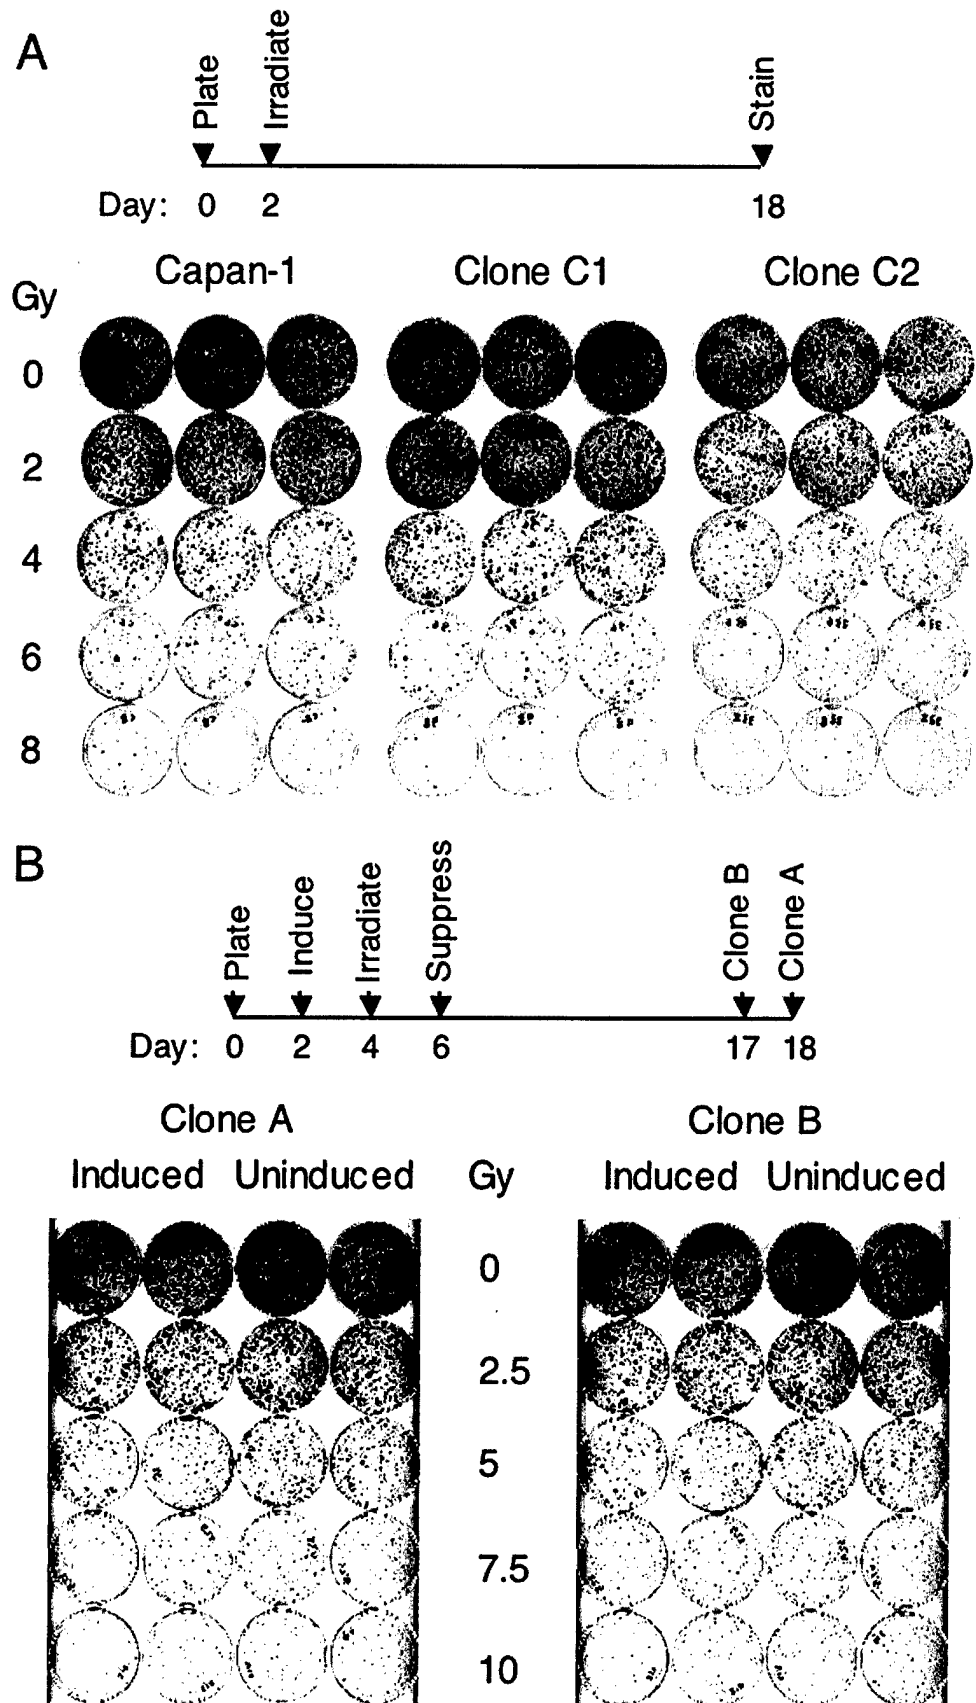 A
Plate
Irradiate
Stain
Day: 0 2 18
Capan-1 Clone C1 Clone C2
Gy
0
2
4
6
8
B
Plate
Induce
Irradiate
Suppress
Clone B
Clone A
Day: 0 2 4 6 17 18
Clone A Clone B
Induced Uninduced Gy Induced Uninduced
0
2.5
5
7.5
10